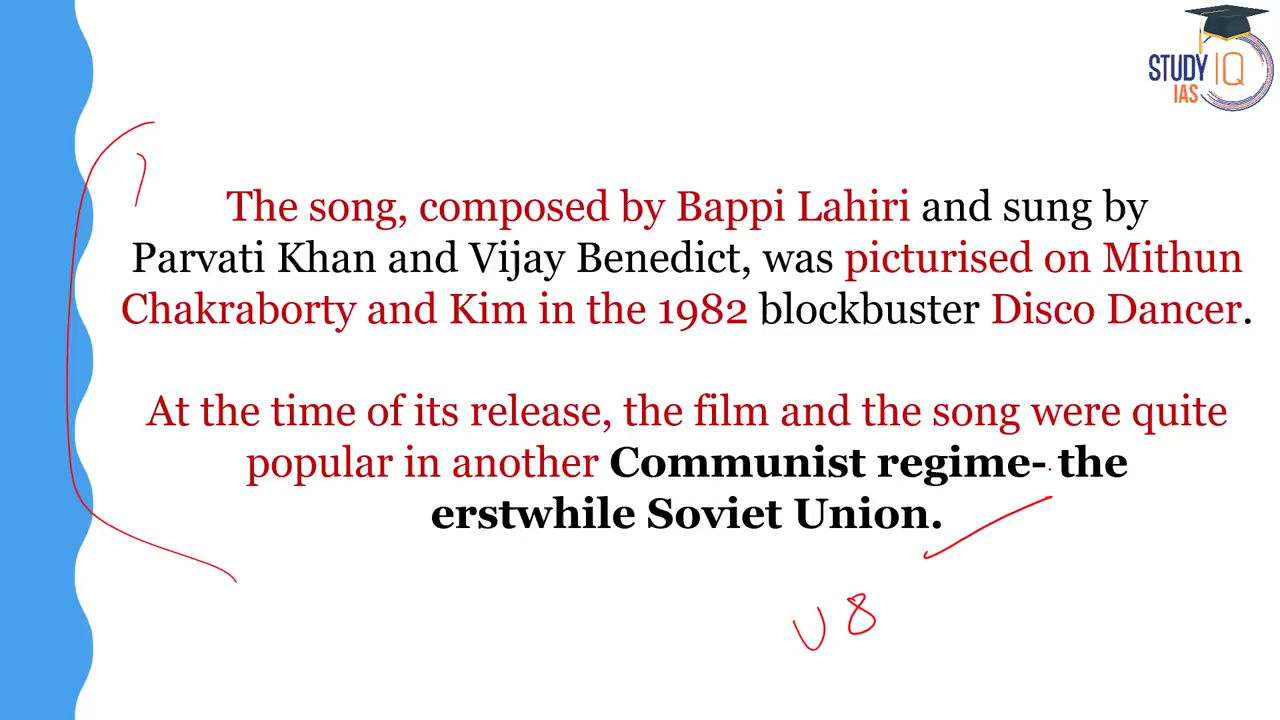 STUDY IQ
IAS
The song, composed by Bappi Lahiri and sung by
Parvati Khan and Vijay Benedict, was picturised on Mithun
Chakraborty and Kim in the 1982 blockbuster Disco Dancer.
At the time of its release, the film and the song were quite
popular in another Communist regime- the
erstwhile Soviet Union.